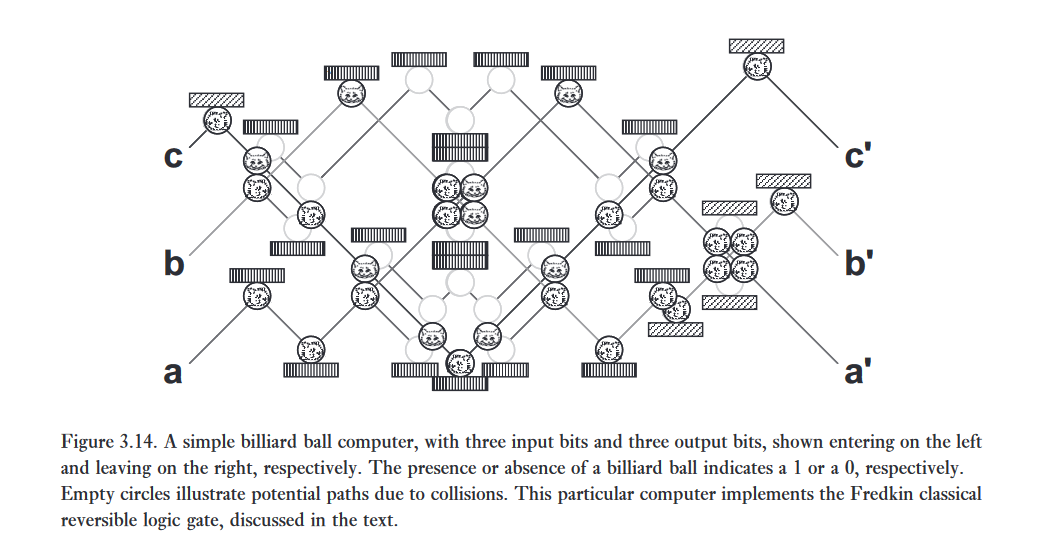 c
c'
b
b'
a
a'
Figure 3.14. A simple billiard ball computer, with three input bits and three output bits, shown entering on the left
and leaving on the right, respectively. The presence or absence of a billiard ball indicates a 1 or a 0, respectively.
Empty circles illustrate potential paths due to collisions. This particular computer implements the Fredkin classical
reversible logic gate, discussed in the text.